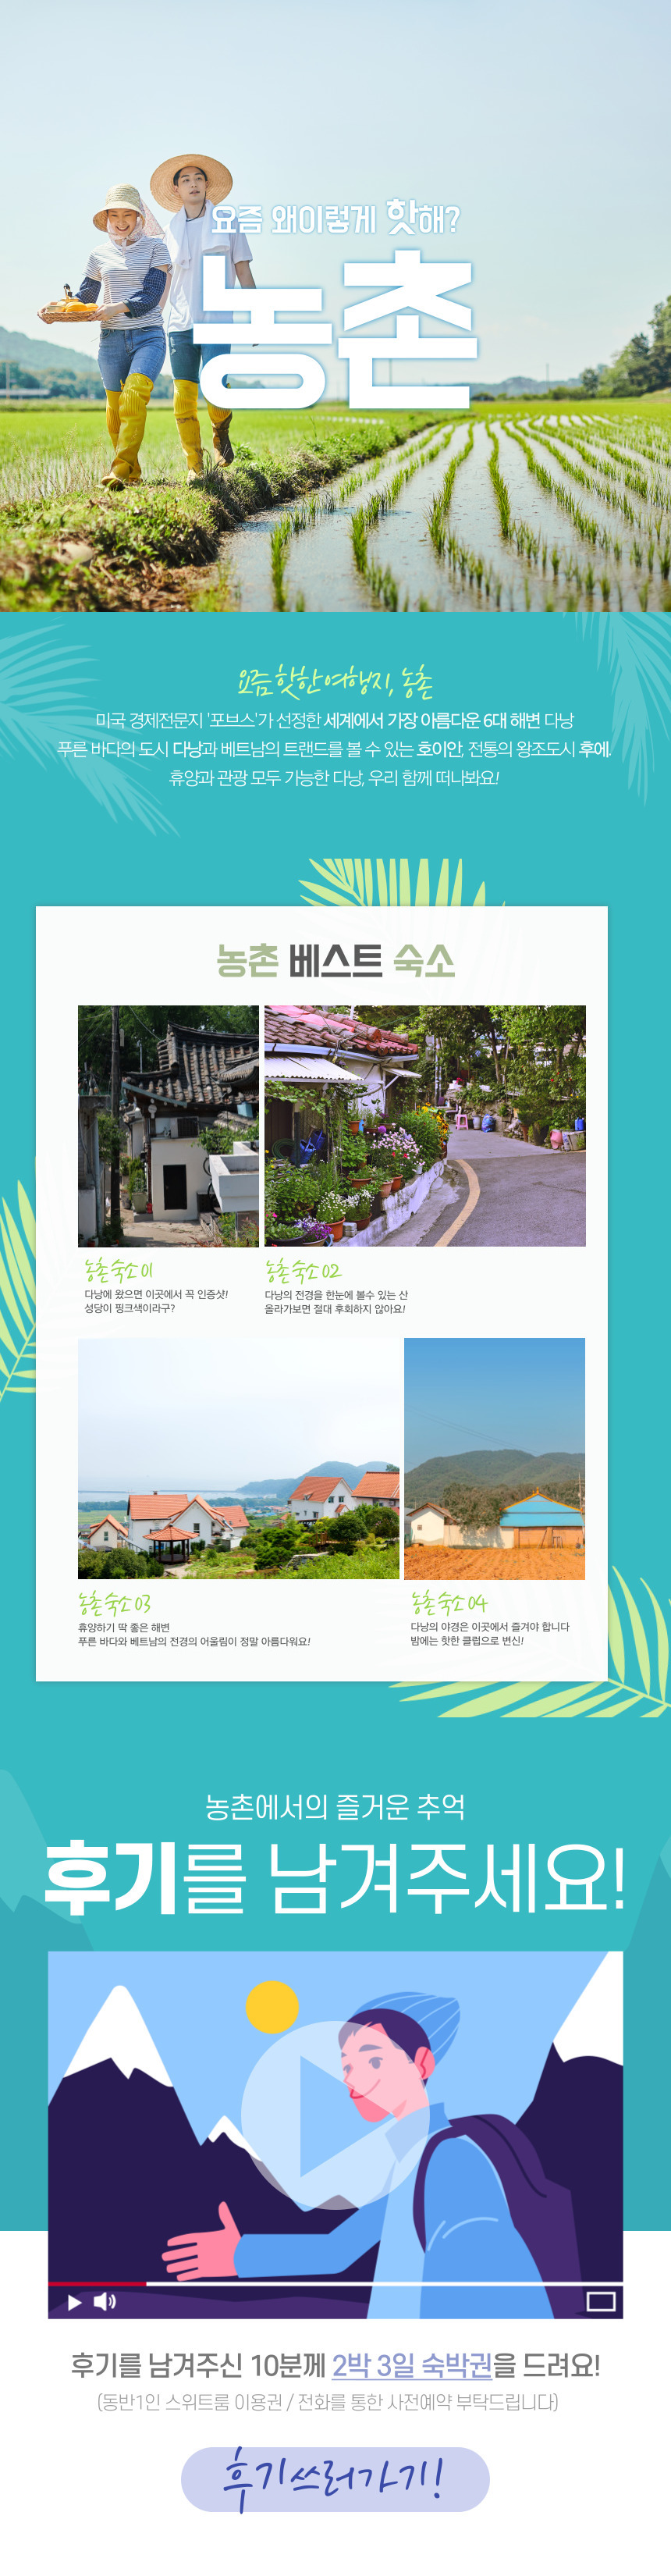 요즘 왜이렇게 핫해?
농촌
요즘 핫한 여행지, 농촌
미국 경제전문지 '포브스'가 선정한 세계에서 가장 아름다운 6대 해변 다낭
푸른 바다의 도시 다낭과 베트남의 트랜드를 볼 수 있는 호이안, 전통의 왕조도시 후에.
휴양과 관광 모두 가능한 다낭, 우리 함께 떠나봐요!
농촌 베스트 숙소
농촌 숙소 01
다낭에 왔으면 이곳에서 꼭 인증샷!
성당이 핑크색이라구?
농촌 숙소 02
다낭의 전경을 한눈에 볼수 있는 산
올라가보면 절대 후회하지 않아요!
농촌 숙소 03
휴양하기 딱 좋은 해변
푸른 바다와 베트남의 전경의 어울림이 정말 아름다워요!
농촌 숙소 04
다낭의 야경은 이곳에서 즐겨야 합니다
밤에는 핫한 클럽으로 변신!
농촌에서의 즐거운 추억
후기를 남겨주세요!
후기를 남겨주신 10분께 2박 3일 숙박권을 드려요!
(동반1인 스위트룸 이용권 / 전화를 통한 사전예약 부탁드립니다)
후기쓰러가기!